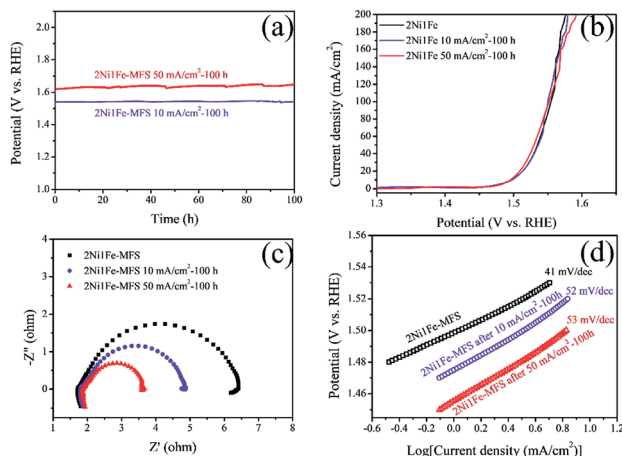 (a)
2Ni1Fe-MFS 50 mA/cm²-100 h
2Ni1Fe-MFS 10 mA/cm²-100 h
Potential (V vs. RHE)
2.0
1.8
1.6
1.4
1.2
1.0
0 20 40 60 80 100
Time (h)
(b)
2Ni1Fe
2Ni1Fe 10 mA/cm²-100 h
2Ni1Fe 50 mA/cm²-100 h
Current density (mA/cm²)
200
180
160
140
120
100
80
60
40
20
0
1.3 1.4 1.5 1.6
Potential (V vs. RHE)
(c)
2Ni1Fe-MFS
2Ni1Fe-MFS 10 mA/cm²-100 h
2Ni1Fe-MFS 50 mA/cm²-100 h
-Z'' (ohm)
-4
-3
-2
-1
0
1
1 2 3 4 5 6 7 8
Z' (ohm)
(d)
41 mV/dec
52 mV/dec
53 mV/dec
2Ni1Fe-MFS
2Ni1Fe-MFS after 10 mA/cm²-100h
2Ni1Fe-MFS after 50 mA/cm²-100h
Potential (V vs. RHE)
1.56
1.54
1.52
1.50
1.48
1.46
-0.6 -0.4 -0.2 0.0 0.2 0.4 0.6 0.8 1.0 1.2
Log[Current density (mA/cm²)]